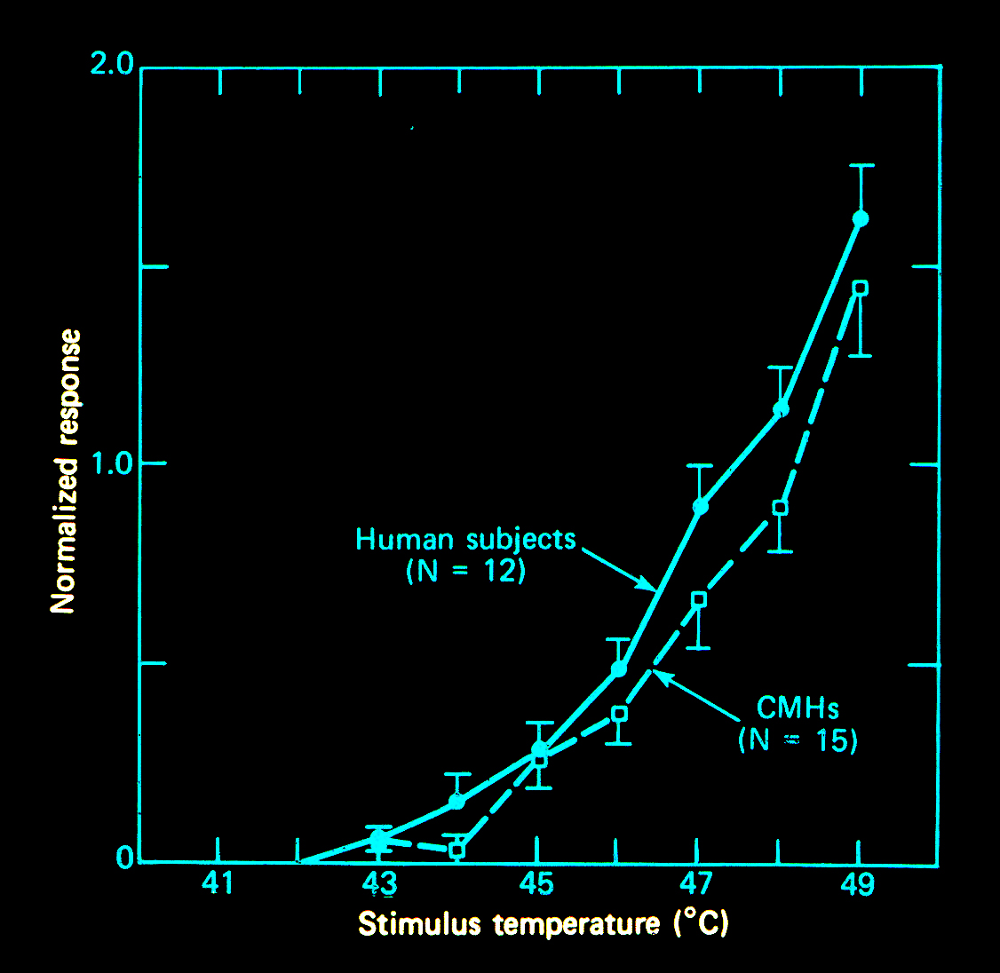 2.0
Normalized response
1.0
Human subjects
(N = 12)
CMHs
(N = 15)
0
41 43 45 47 49
Stimulus temperature (°C)